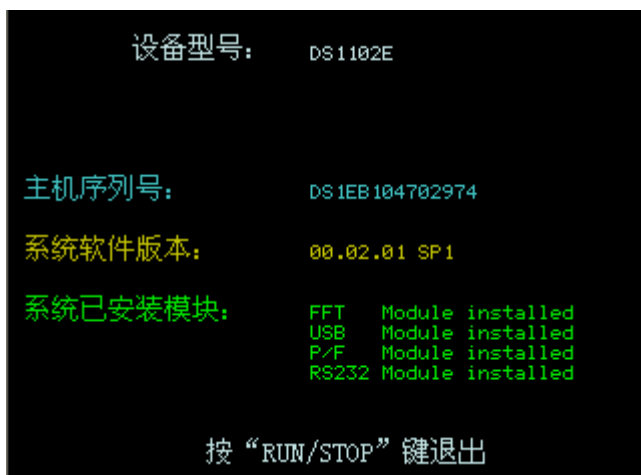 设备型号： DS1102E
主机序列号： DS1EB104702974
系统软件版本： 00.02.01 SP1
系统已安装模块： FFT Module installed
USB Module installed
P/F Module installed
RS232 Module installed
按“RUN/STOP”键退出